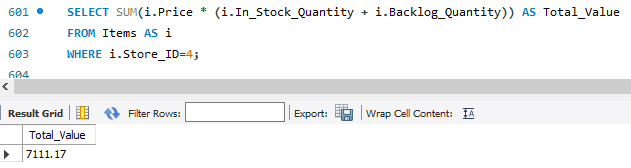 601 SELECT SUM(i.Price * (i.In_Stock_Quantity + i.Backlog_Quantity)) AS Total_Value
602 FROM Items AS i
603 WHERE i.Store_ID=4;
604
Result Grid Filter Rows: Export: Wrap Cell Content: IA
Total_Value
7111.17